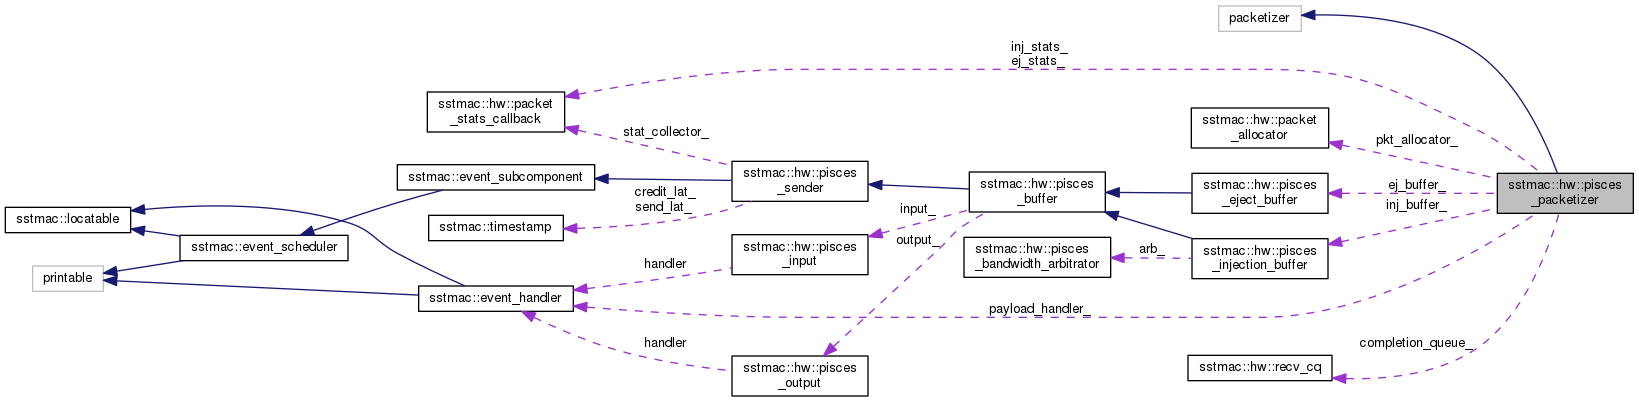 packetizer
inj_stats_
ej_stats_
sstmac::hw::packet
_stats_callback
sstmac::hw::packet
_allocator
pkt_allocator_
stat_collector_
sstmac::event_subcomponent
sstmac::hw::pisces
_sender
sstmac::hw::pisces
_buffer
sstmac::hw::pisces
_eject_buffer
ej_buffer_
inj_buffer_
sstmac::hw::pisces
_packetizer
credit_lat_
send_lat_
sstmac::locatable
sstmac::timestamp
input_
output_
sstmac::event_scheduler
sstmac::hw::pisces
_input
sstmac::hw::pisces
_bandwidth_arbitrator
arb_
sstmac::hw::pisces
_injection_buffer
printable
handler
sstmac::event_handler
payload_handler_
handler
completion_queue_
sstmac::hw::pisces
_output
sstmac::hw::recv_cq